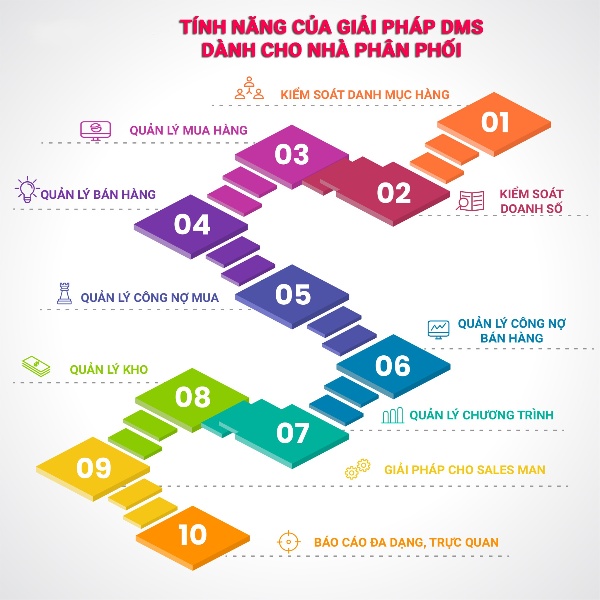 TÍNH NĂNG CỦA GIẢI PHÁP DMS
DÀNH CHO NHÀ PHÂN PHỐI
KIỂM SOÁT DANH MỤC HÀNG
01
QUẢN LÝ MUA HÀNG
03
02
KIỂM SOÁT
DOANH SỐ
QUẢN LÝ BÁN HÀNG
04
QUẢN LÝ CÔNG NỢ MUA
05
QUẢN LÝ CÔNG NỢ
BÁN HÀNG
06
QUẢN LÝ KHO
08
07
QUẢN LÝ CHƯƠNG TRÌNH
09
GIẢI PHÁP CHO SALES MAN
10
BÁO CÁO ĐA DẠNG, TRỰC QUAN